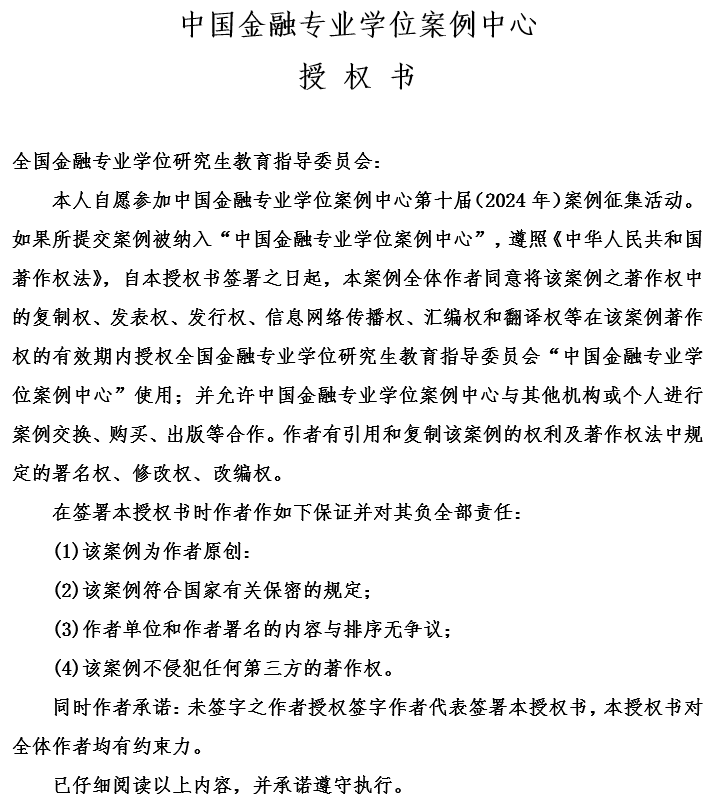 中国金融专业学位案例中心
授 权 书
全国金融专业学位研究生教育指导委员会：
本人自愿参加中国金融专业学位案例中心第十届（2024 年）案例征集活动。
如果所提交案例被纳入“中国金融专业学位案例中心”，遵照《中华人民共和国
著作权法》，自本授权书签署之日起，本案例全体作者同意将该案例之著作权中
的复制权、发表权、发行权、信息网络传播权、汇编权和翻译权等在该案例著作
权的有效期内授权全国金融专业学位研究生教育指导委员会“中国金融专业学
位案例中心”使用；并允许中国金融专业学位案例中心与其他机构或个人进行
案例交换、购买、出版等合作。作者有引用和复制该案例的权利及著作权法中规
定的署名权、修改权、改编权。
在签署本授权书时作者作如下保证并对其负全部责任：
(1)该案例为作者原创：
(2)该案例符合国家有关保密的规定；
(3)作者单位和作者署名的内容与排序无争议；
(4)该案例不侵犯任何第三方的著作权。
同时作者承诺：未签字之作者授权签字作者代表签署本授权书，本授权书对
全体作者均有约束力。
已仔细阅读以上内容，并承诺遵守执行。